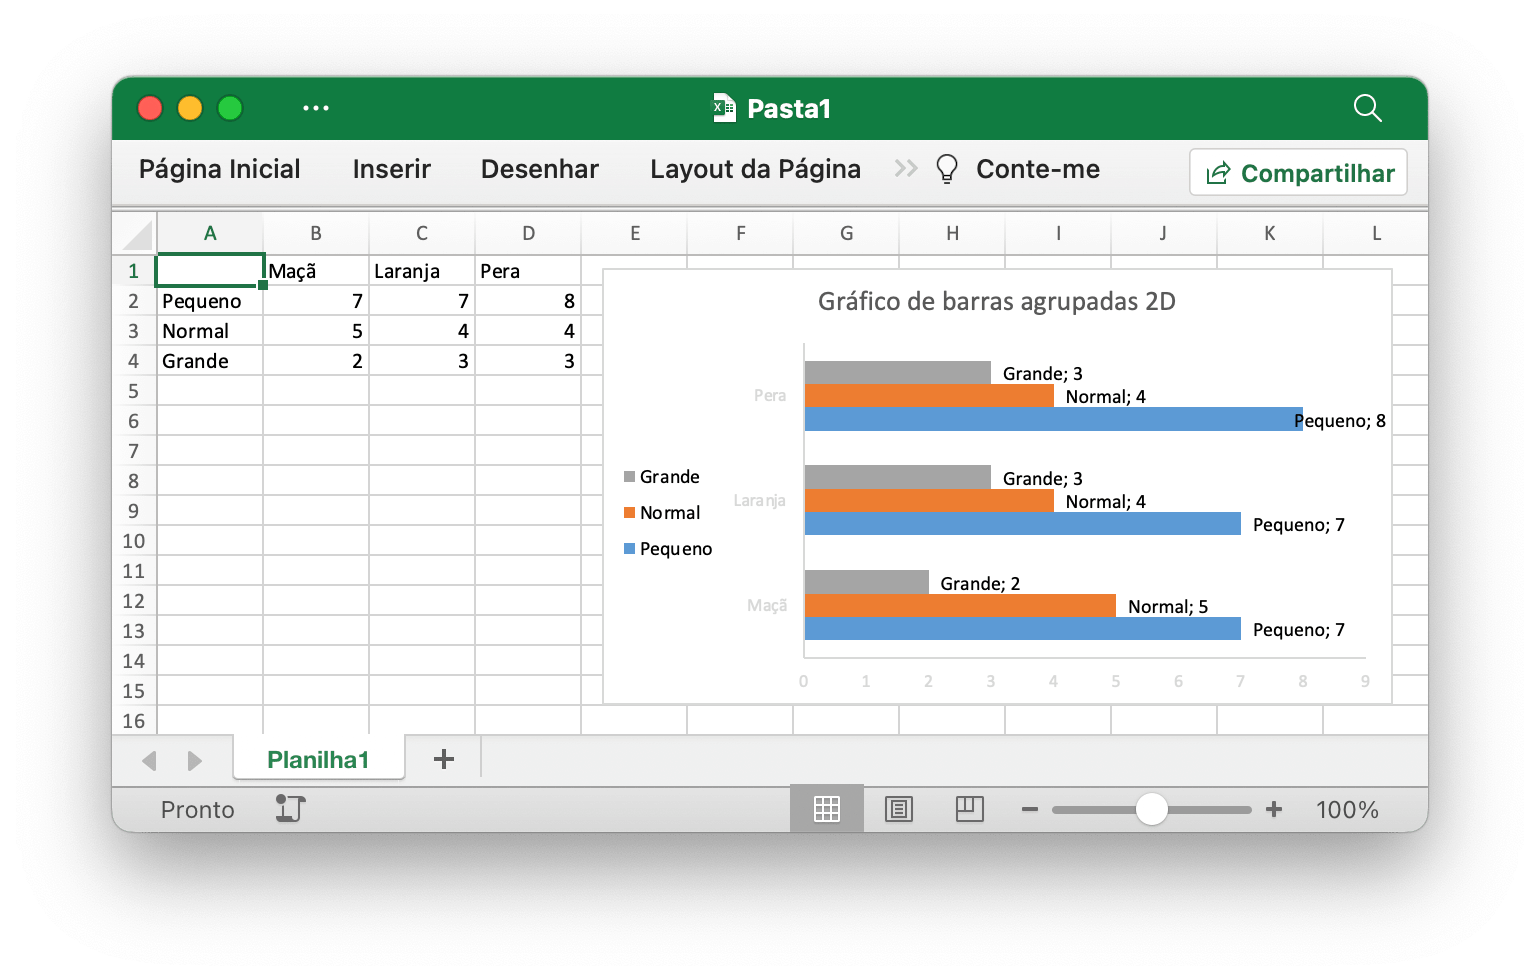 Pasta1
Página Inicial Inserir Desenhar Layout da Página Conte-me Compartilhar
A B C D E F G H I J K L
1 Maçã Laranja Pera
2 Pequeno 7 7 8
3 Normal 5 4 4
4 Grande 2 3 3
5
6
7
8
9
10
11
12
13
14
15
16
Gráfico de barras agrupadas 2D
Grande
Normal
Pequeno
Pera
Grande; 3
Normal; 4
Pequeno; 8
Laranja
Grande; 3
Normal; 4
Pequeno; 7
Maçã
Grande; 2
Normal; 5
Pequeno; 7
0 1 2 3 4 5 6 7 8 9
Planilha1
Pronto 100%